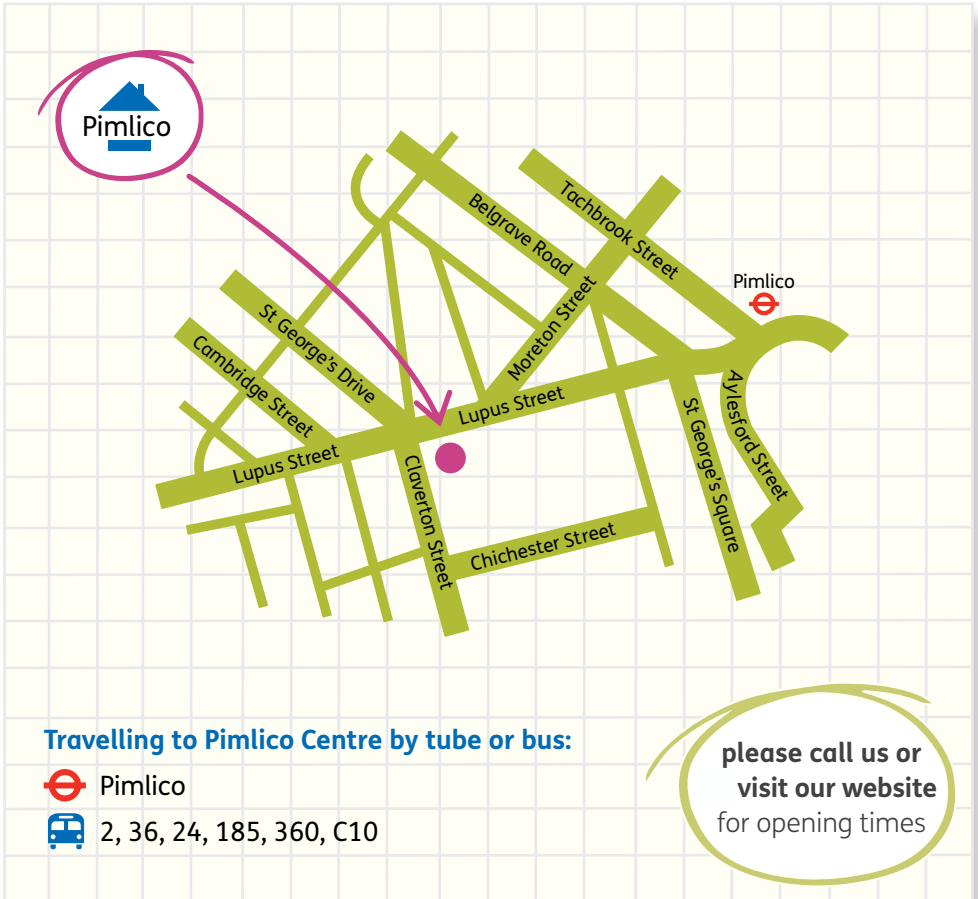 Pimlico
Belgrave Road
Tachbrook Street
Pimlico
St George's Drive
Moreton Street
Cambridge Street
Lupus Street
Lupus Street
Aylesford Street
St George's Square
Claverton Street
Chichester Street
Travelling to Pimlico Centre by tube or bus:
Pimlico
2, 36, 24, 185, 360, C10
please call us or
visit our website
for opening times